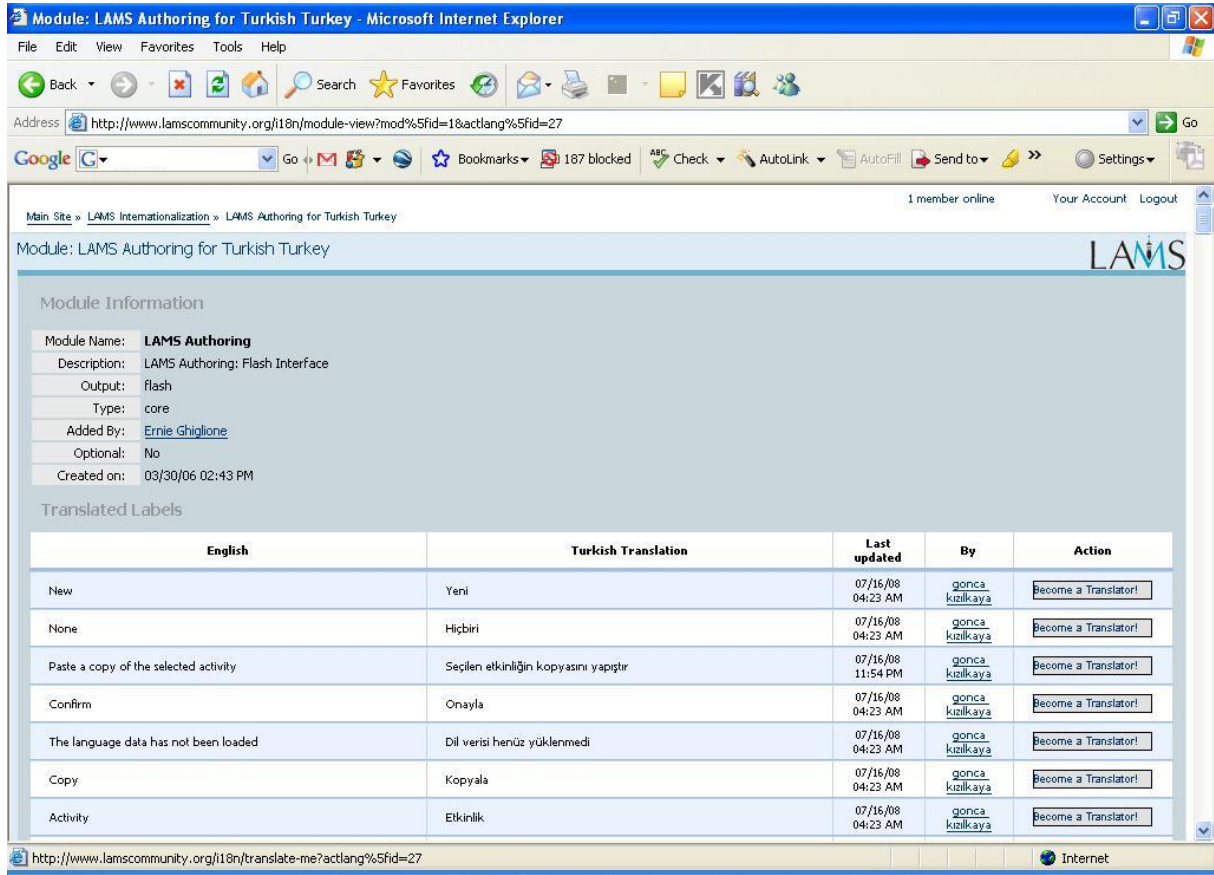 Module: LAMS Authoring for Turkish Turkey - Microsoft Internet Explorer
File Edit View Favorites Tools Help
Back Search Favorites
Address http://www.lamscommunity.org/i18n/module-view?mod%5fid=1&actlang%5fid=27 Go
Google G Go Bookmarks 187 blocked ABC Check AutoLink AutoFill Send to » Settings
1 member online Your Account Logout
Main Site » LAMS Internationalization » LAMS Authoring for Turkish Turkey
Module: LAMS Authoring for Turkish Turkey LAMS
Module Information
Module Name: LAMS Authoring
Description: LAMS Authoring: Flash Interface
Output: flash
Type: core
Added By: Ernie Ghiglione
Optional: No
Created on: 03/30/06 02:43 PM
Translated Labels
English Turkish Translation Last updated By Action
New Yeni 07/16/08 04:23 AM gonca kızılkaya Become a Translator!
None Hiçbiri 07/16/08 04:23 AM gonca kızılkaya Become a Translator!
Paste a copy of the selected activity Seçilen etkinliğin kopyasını yapıştır 07/16/08 11:54 PM gonca kızılkaya Become a Translator!
Confirm Onayla 07/16/08 04:23 AM gonca kızılkaya Become a Translator!
The language data has not been loaded Dil verisi henüz yüklenmedi 07/16/08 04:23 AM gonca kızılkaya Become a Translator!
Copy Kopyala 07/16/08 04:23 AM gonca kızılkaya Become a Translator!
Activity Etkinlik 07/16/08 04:23 AM gonca kızılkaya Become a Translator!
http://www.lamscommunity.org/i18n/translate-me?actlang%5fid=27 Internet